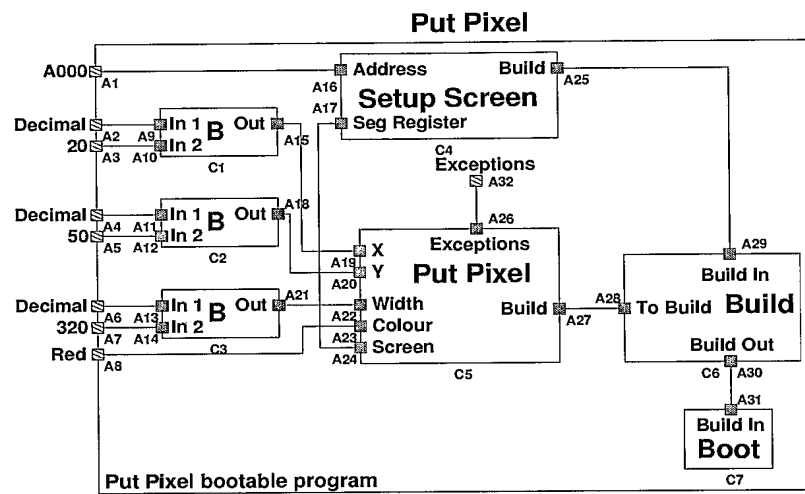 Put Pixel
A000
A1
A16
Address
Build
A25
Setup Screen
A17
Seg Register
C4
Decimal
A2
A9
In 1
B
Out
A15
20
A3
A10
In 2
C1
Exceptions
A32
Decimal
A4
A11
In 1
B
Out
A18
50
A5
A12
In 2
C2
A26
Exceptions
X
A19
Y
A20
Put Pixel
A29
Build In
Decimal
A6
A13
In 1
B
Out
A21
Width
A22
Build
A27
A28
To Build
Build
320
A7
A14
In 2
C3
Colour
A23
Red
A8
Screen
A24
C5
Build Out
C6
A30
A31
Build In
Boot
C7
Put Pixel bootable program